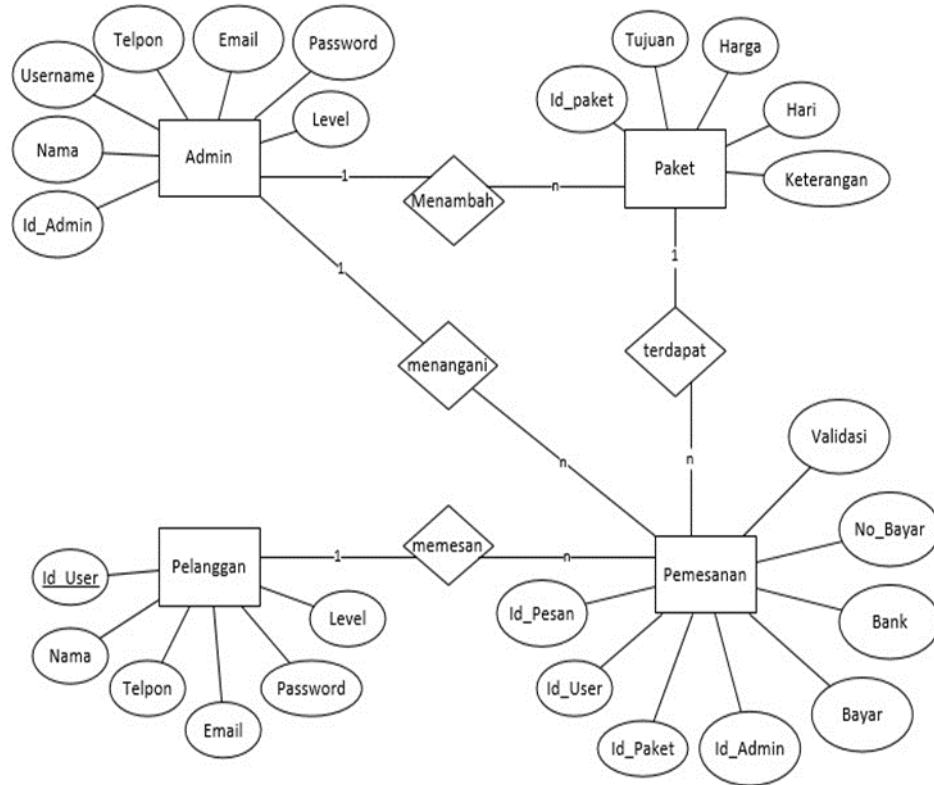 Telpon
Email
Password
Username
Level
Nama
Admin
Id_Admin
1
Menambah
n
Tujuan
Harga
Id_paket
Hari
Paket
Keterangan
1
1
menangani
n
terdapat
n
Validasi
No_Bayar
Pelanggan
1
memesan
n
Pemesanan
Id_User
Level
Nama
Telpon
Password
Email
Id_Pesan
Bank
Id_User
Bayar
Id_Paket
Id_Admin